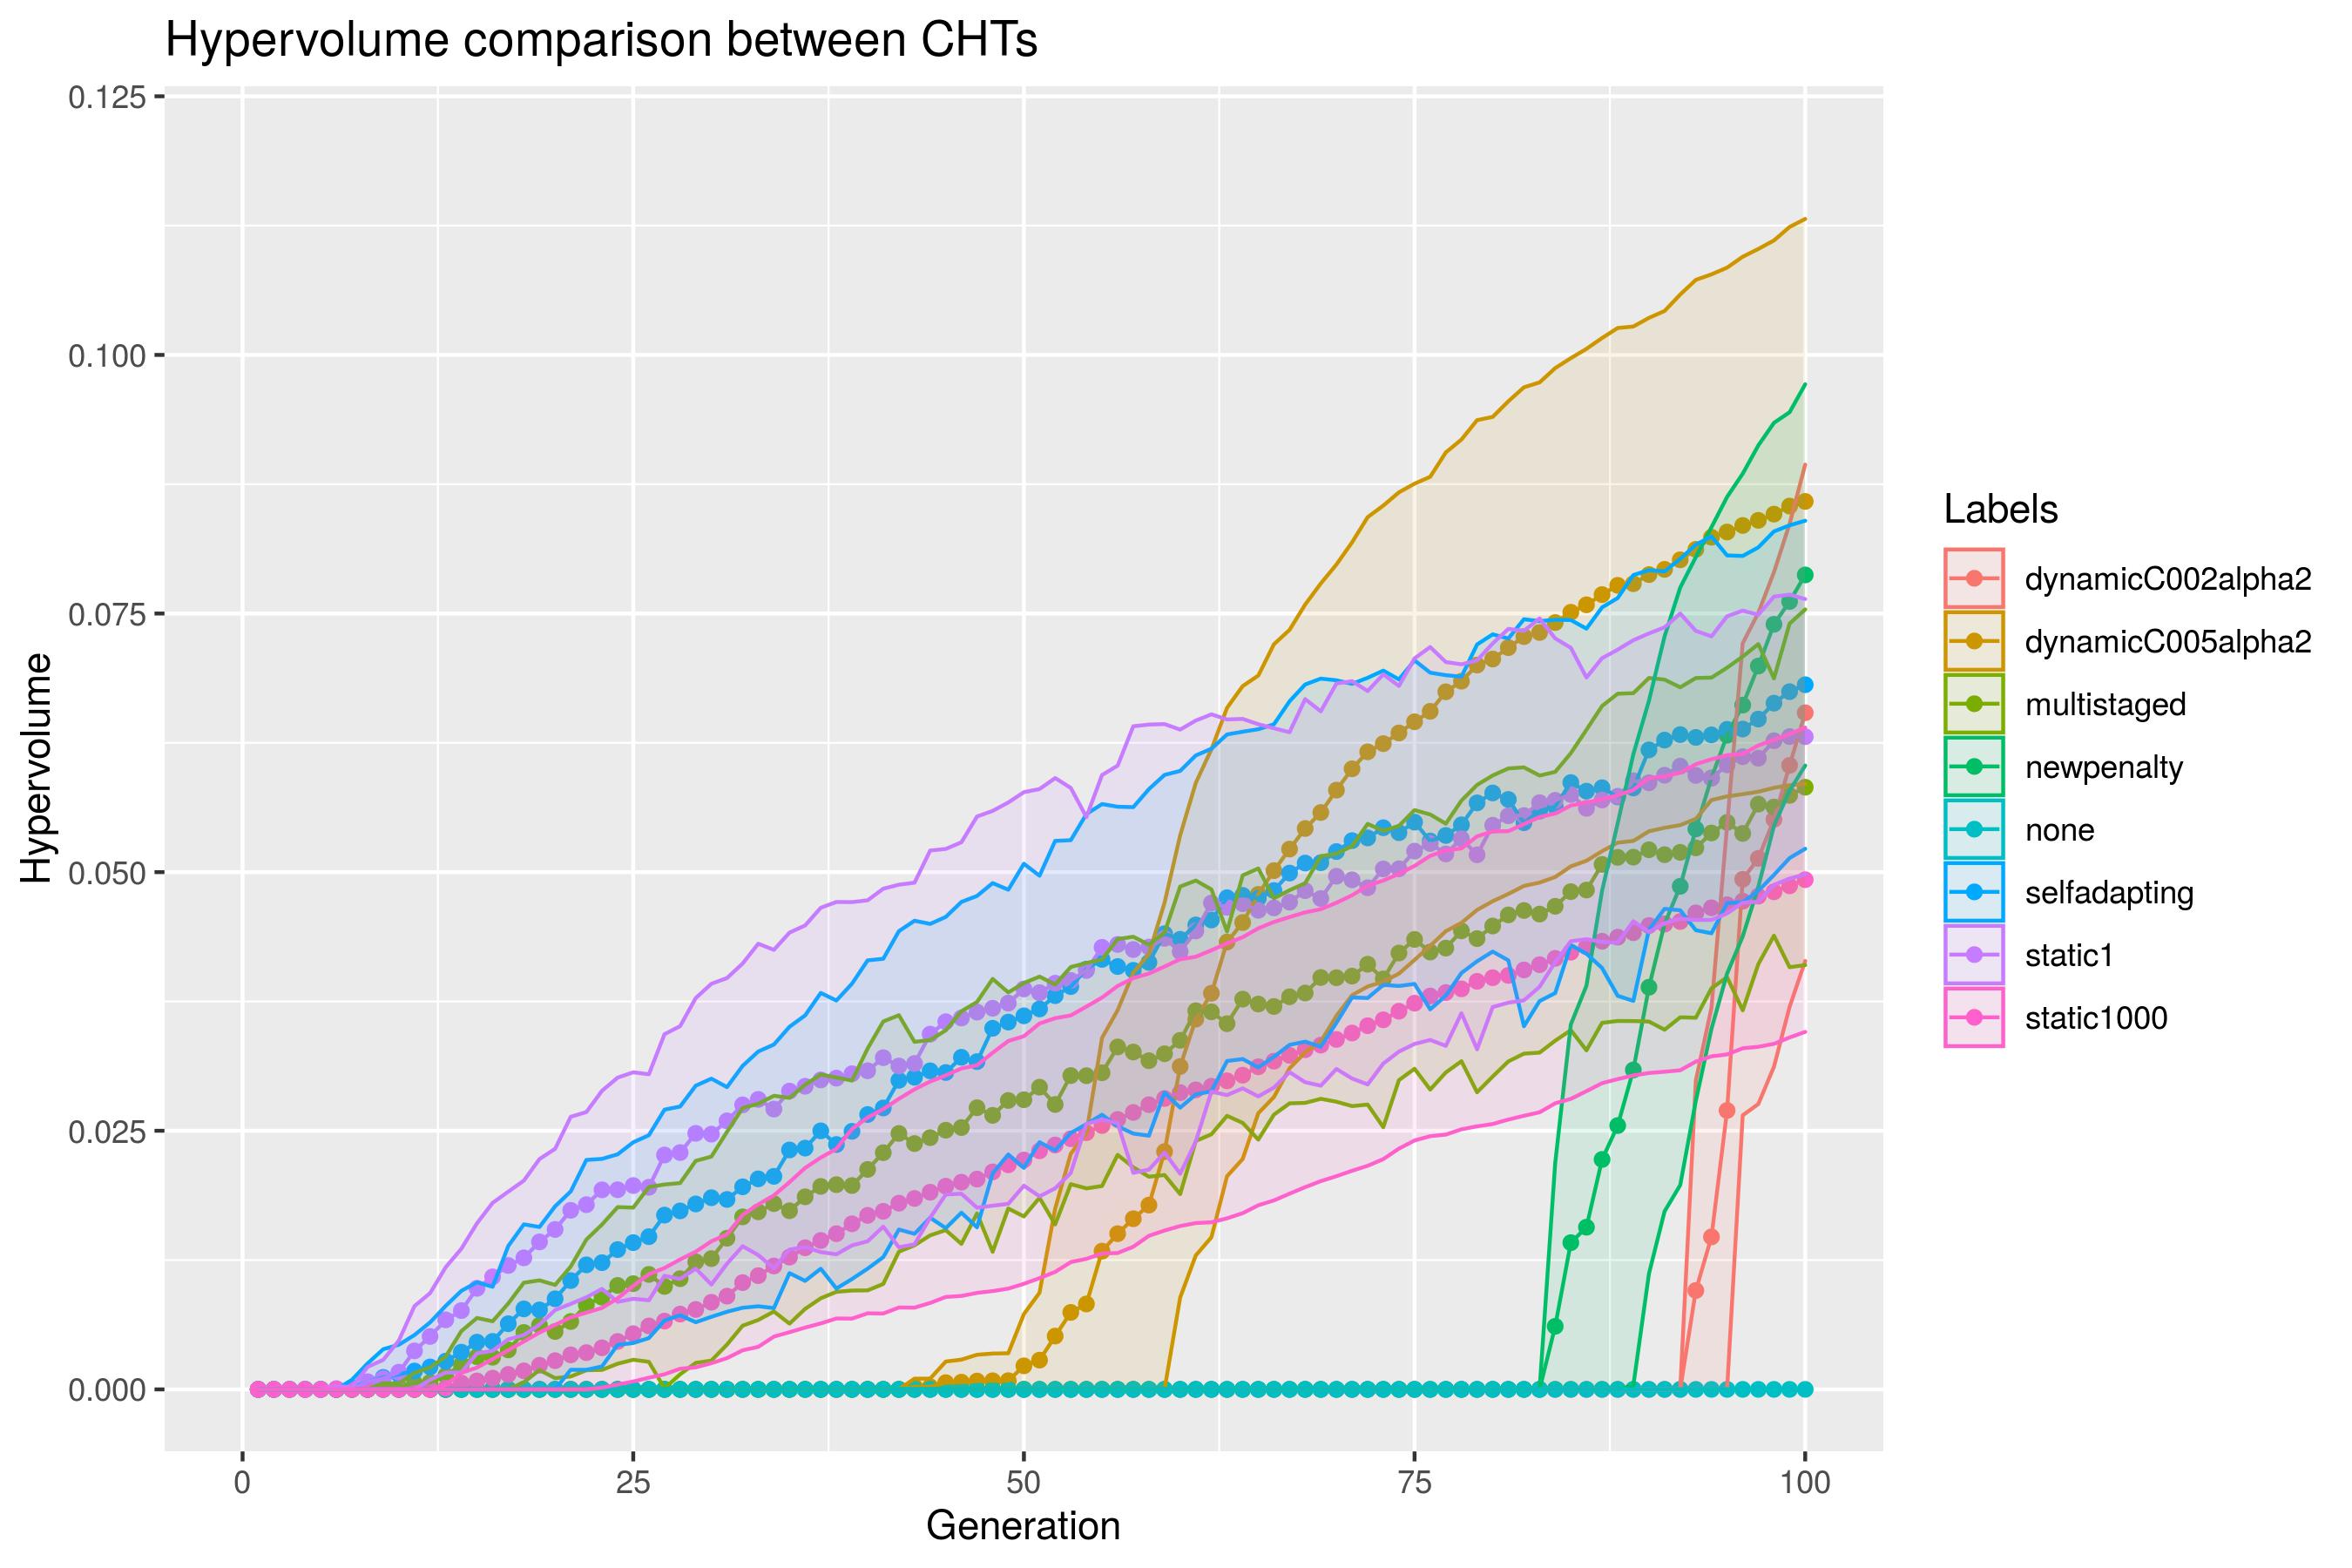 Hypervolume comparison between CHTs
0.125
0.100
0.075
0.050
0.025
0.000
Hypervolume
0 25 50 75 100
Generation
Labels
dynamicC002alpha2
dynamicC005alpha2
multistaged
newpenalty
none
selfadapting
static1
static1000